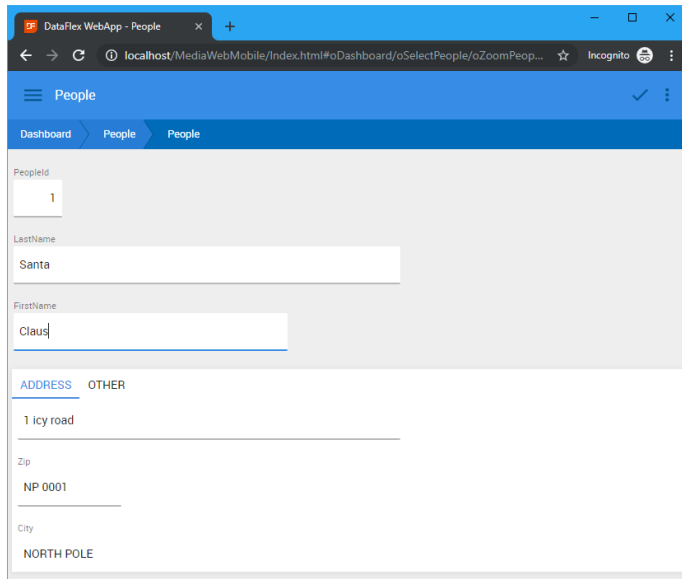 DF DataFlex WebApp - People
localhost/MediaWebMobile/Index.html#oDashboard/oSelectPeople/oZoomPeop... Incognito
People
Dashboard People People
PeopleId
1
LastName
Santa
FirstName
Claus
ADDRESS OTHER
1 icy road
Zip
NP 0001
City
NORTH POLE